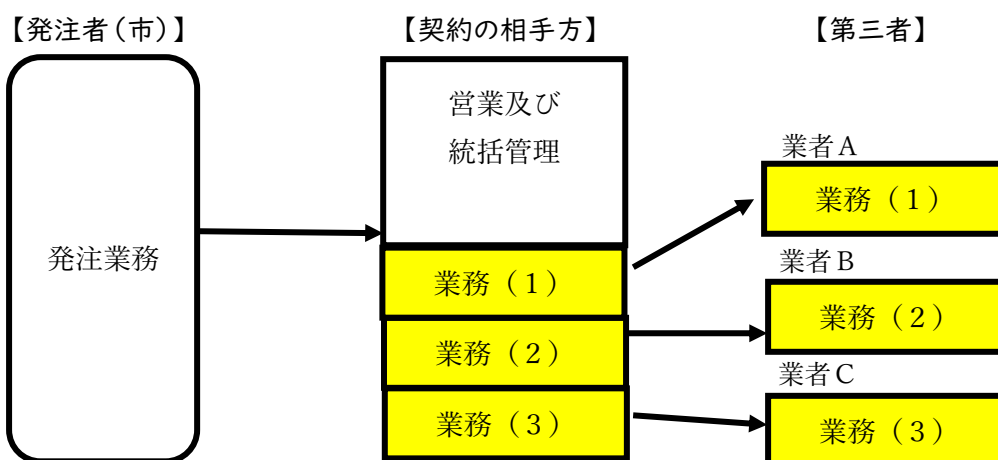 【発注者(市)】
【契約の相手方】
【第三者】
発注業務
営業及び
統括管理
業務(1)
業務(2)
業務(3)
業者A
業務(1)
業者B
業務(2)
業者C
業務(3)